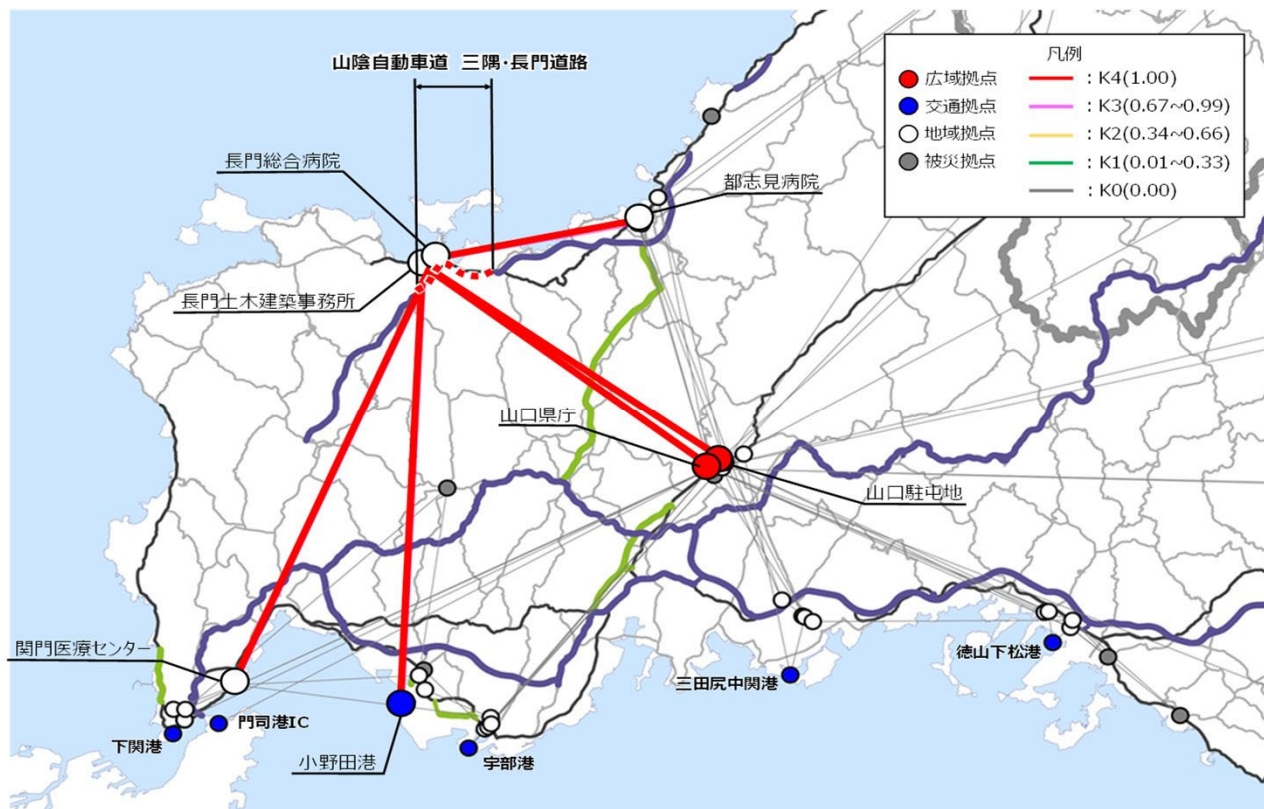 山陰自動車道 三隅・長門道路
凡例
広域拠点
: K4(1.00)
交通拠点
: K3(0.67~0.99)
地域拠点
: K2(0.34~0.66)
被災拠点
: K1(0.01~0.33)
: K0(0.00)
長門総合病院
都志見病院
長門土木建築事務所
山口県庁
山口駐屯地
関門医療センター
徳山下松港
三田尻中関港
門司港IC
下関港
小野田港
宇部港